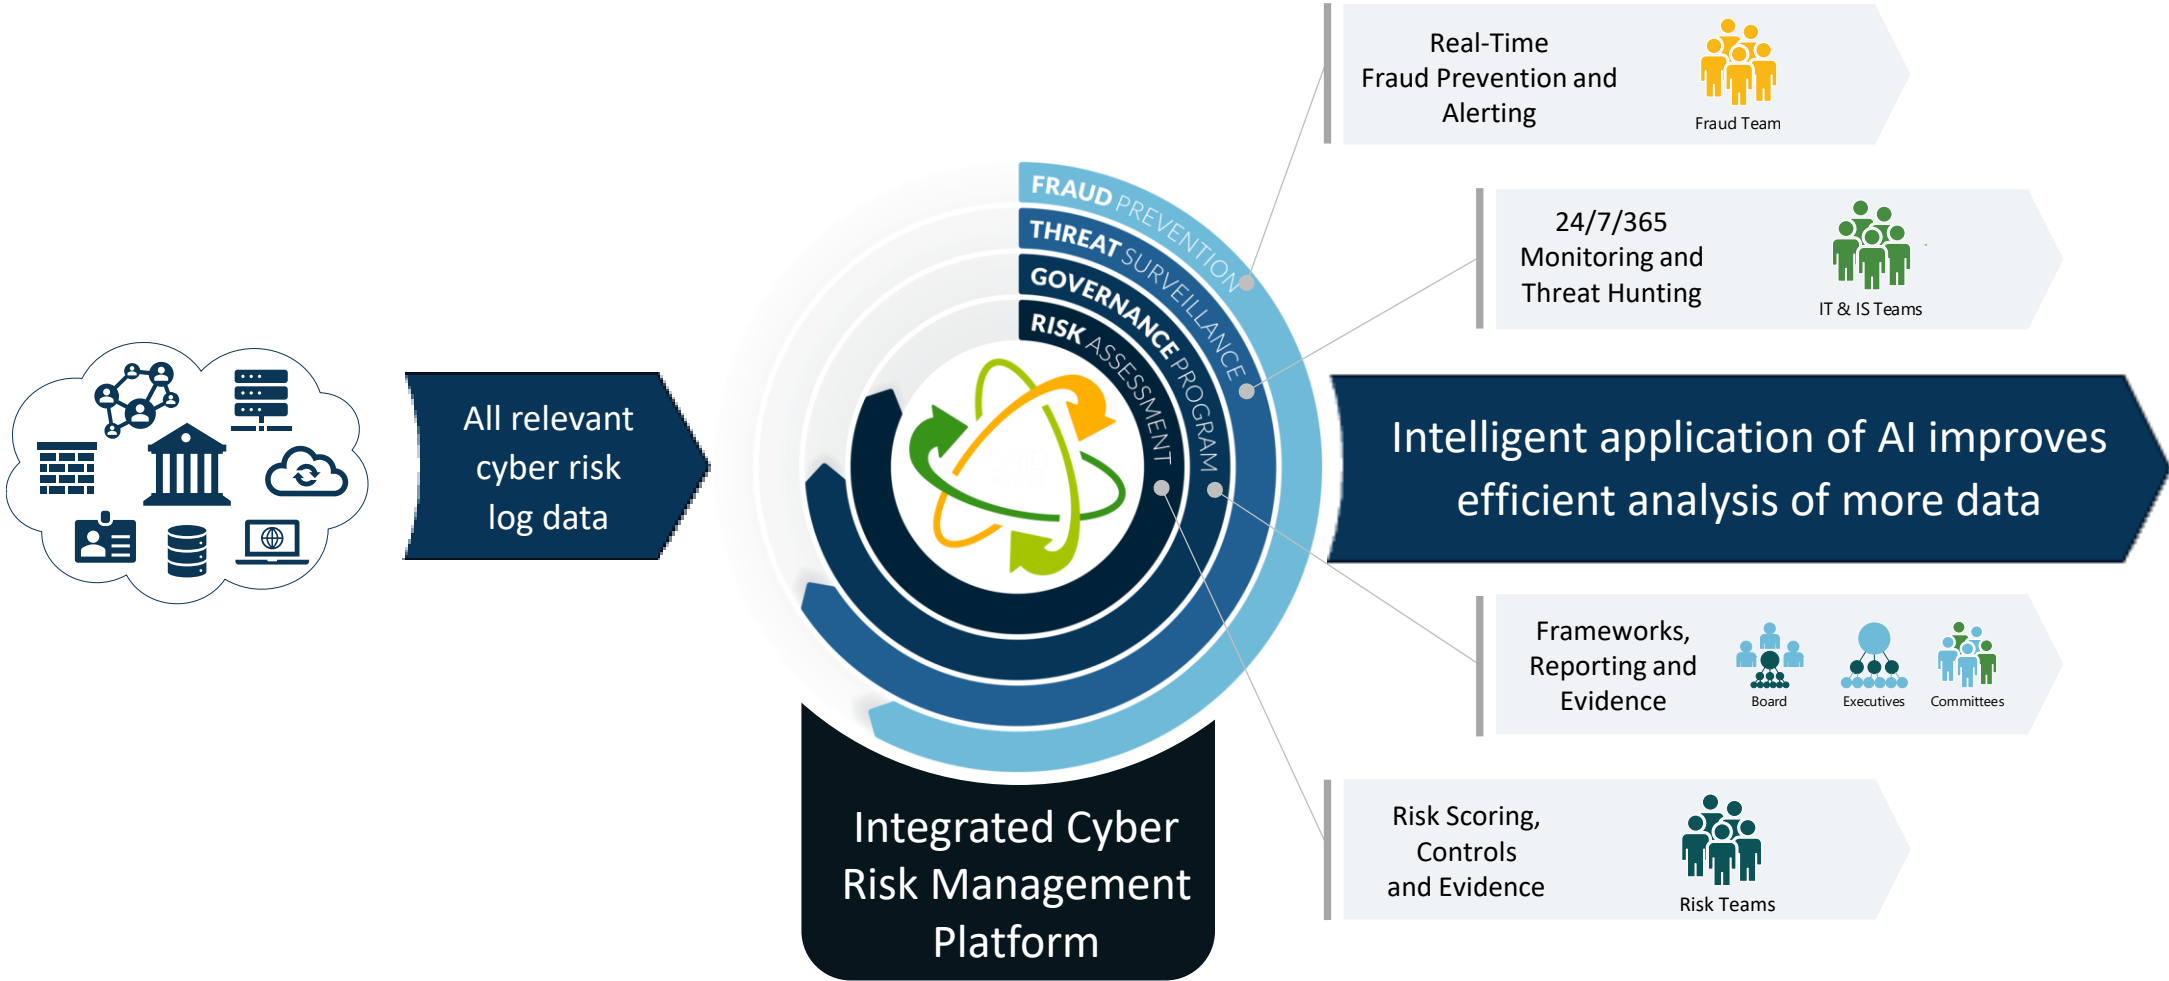 All relevant
cyber risk
log data
FRAUD PREVENTION
THREAT SURVEILLANCE
GOVERNANCE PROGRAM
RISK ASSESSMENT
Integrated Cyber
Risk Management
Platform
Real-Time
Fraud Prevention and
Alerting
Fraud Team
24/7/365
Monitoring and
Threat Hunting
IT & IS Teams
Intelligent application of AI improves
efficient analysis of more data
Frameworks,
Reporting and
Evidence
Board
Executives
Committees
Risk Scoring,
Controls
and Evidence
Risk Teams